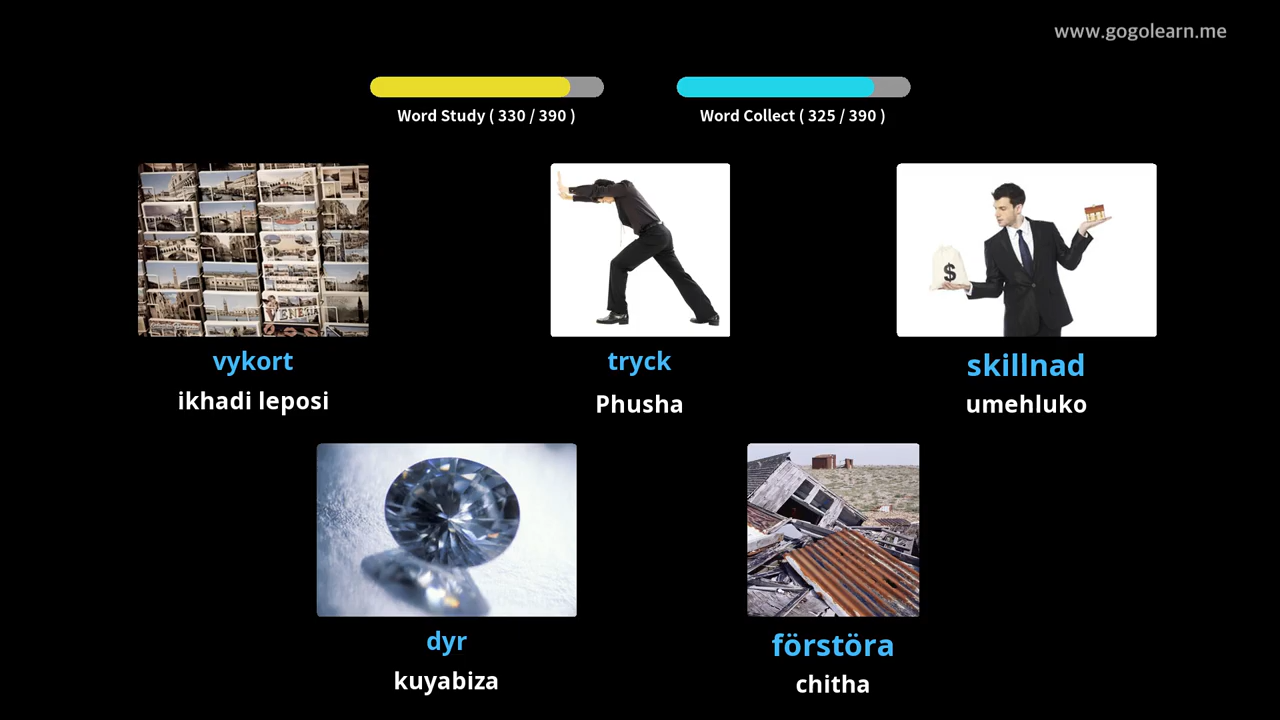 www.gogolearn.me
Word Study ( 330 / 390 )
Word Collect ( 325 / 390 )
$
vykort
ikhadi leposi
tryck
Phusha
skillnad
umehluko
dyr
kuyabiza
förstöra
chitha